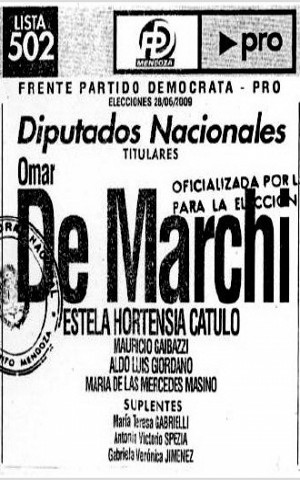 LISTA
502
PD
MENDOZA
pro
FRENTE PARTIDO DEMOCRATA - PRO
ELECCIONES 28/06/2009
Diputados Nacionales
TITULARES
Omar
De Marchi
OFICIALIZADA POR L
PARA LA ELECCION
ESTELA HORTENSIA CATULO
MAURICIO GAIBAZZI
ALDO LUIS GIORDANO
MARIA DE LAS MERCEDES MASINO
SUPLENTES
María Teresa GABRIELLI
Antonio Victorio SPEZIA
Gabriela Verónica JIMENEZ
MENDOZA